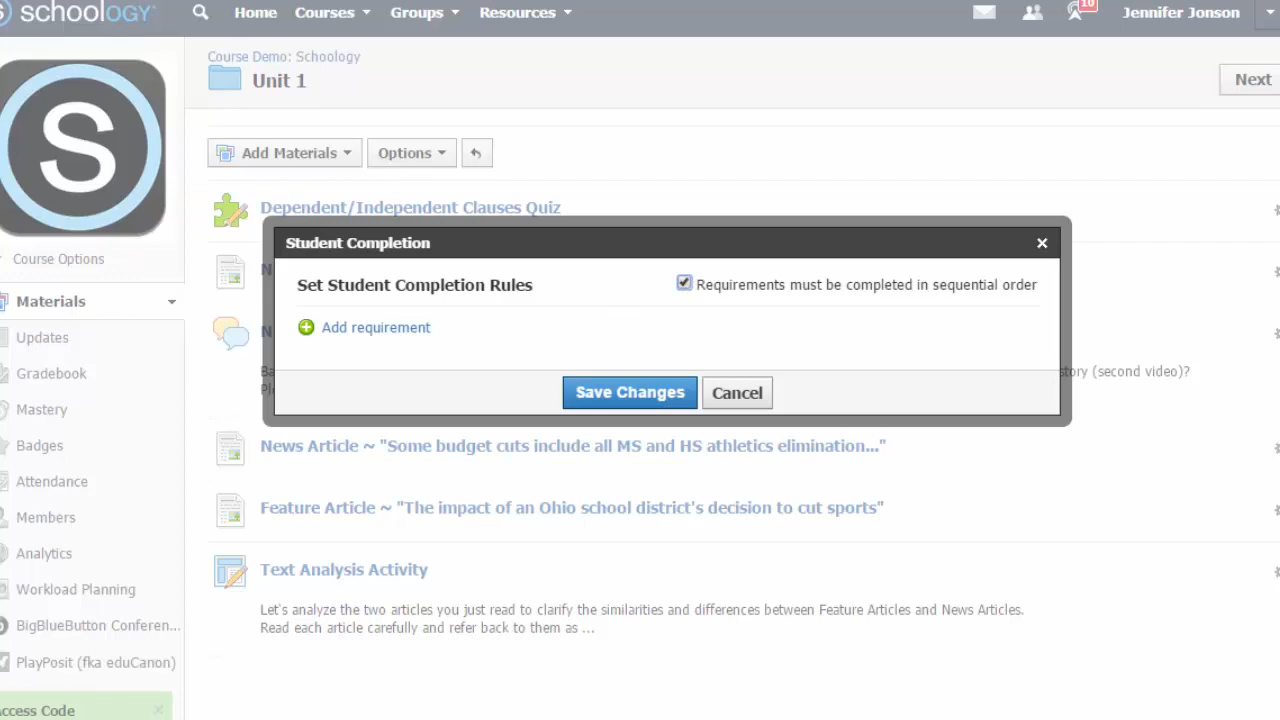 schoology
Home Courses Groups Resources
10
Jennifer Jonson
Course Demo: Schoology
Unit 1
Next
S
Add Materials
Options
Dependent/Independent Clauses Quiz
Course Options
Student Completion
Set Student Completion Rules
Requirements must be completed in sequential order
Add requirement
Save Changes
Cancel
N
N
Ba
Pl
tory (second video)?
Materials
Updates
Gradebook
Mastery
Badges
Attendance
Members
Analytics
Workload Planning
BigBlueButton Conferen...
PlayPosit (fka eduCanon)
ccess Code
News Article ~ "Some budget cuts include all MS and HS athletics elimination..."
Feature Article ~ "The impact of an Ohio school district's decision to cut sports"
Text Analysis Activity
Let's analyze the two articles you just read to clarify the similarities and differences between Feature Articles and News Articles.
Read each article carefully and refer back to them as ...